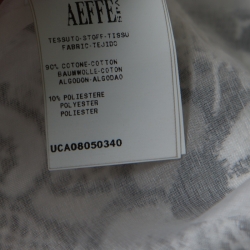 AEFFE
TESSUTO-STOFF-TISSU
FABRIC-TEJIDO
90% COTONE-COTTON
BAUMWOLLE-COTON
ALGODON-ALGODAO
10% POLIESTERE
POLYESTER
POLIESTER
UCA08050340